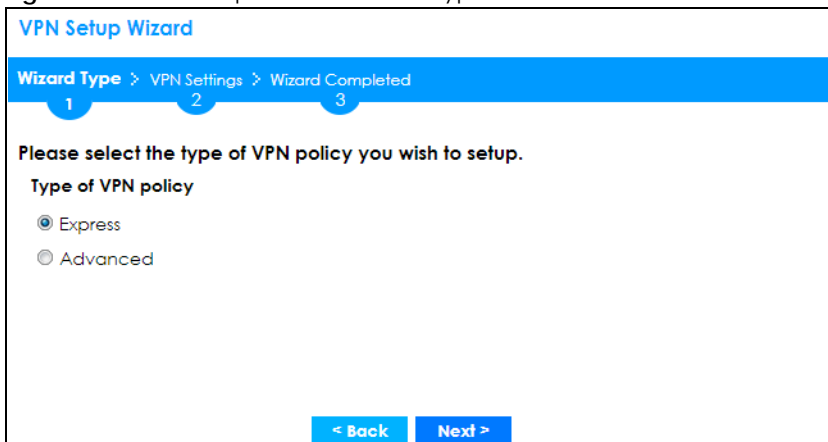 VPN Setup Wizard
Wizard Type > VPN Settings > Wizard Completed
1 2 3
Please select the type of VPN policy you wish to setup.
Type of VPN policy
Express
Advanced
< Back Next >